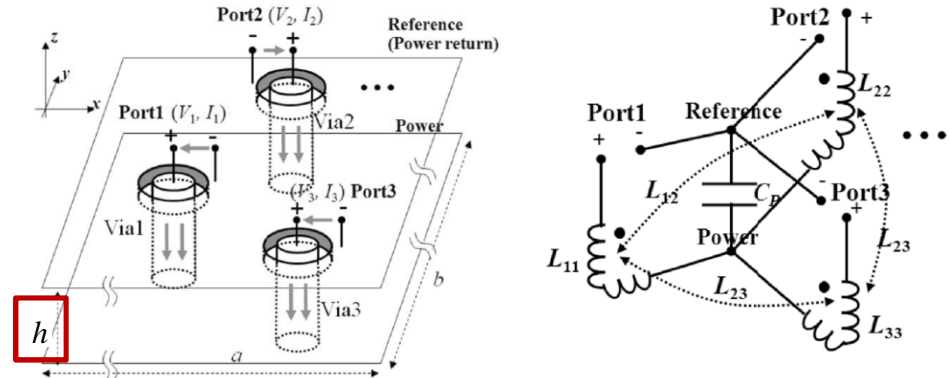 Port2 (V2, I2)
- +
Reference
(Power return)
z
y
x
Port1 (V1, I1)
+ -
Via2
Power
(V3, I3) Port3
+ -
Via1
Via3
h
a
b
Port2
+
-
L22
Port1
+
-
Reference
L12
CP
-
Port3
+
Power
L23
L11
L23
L33